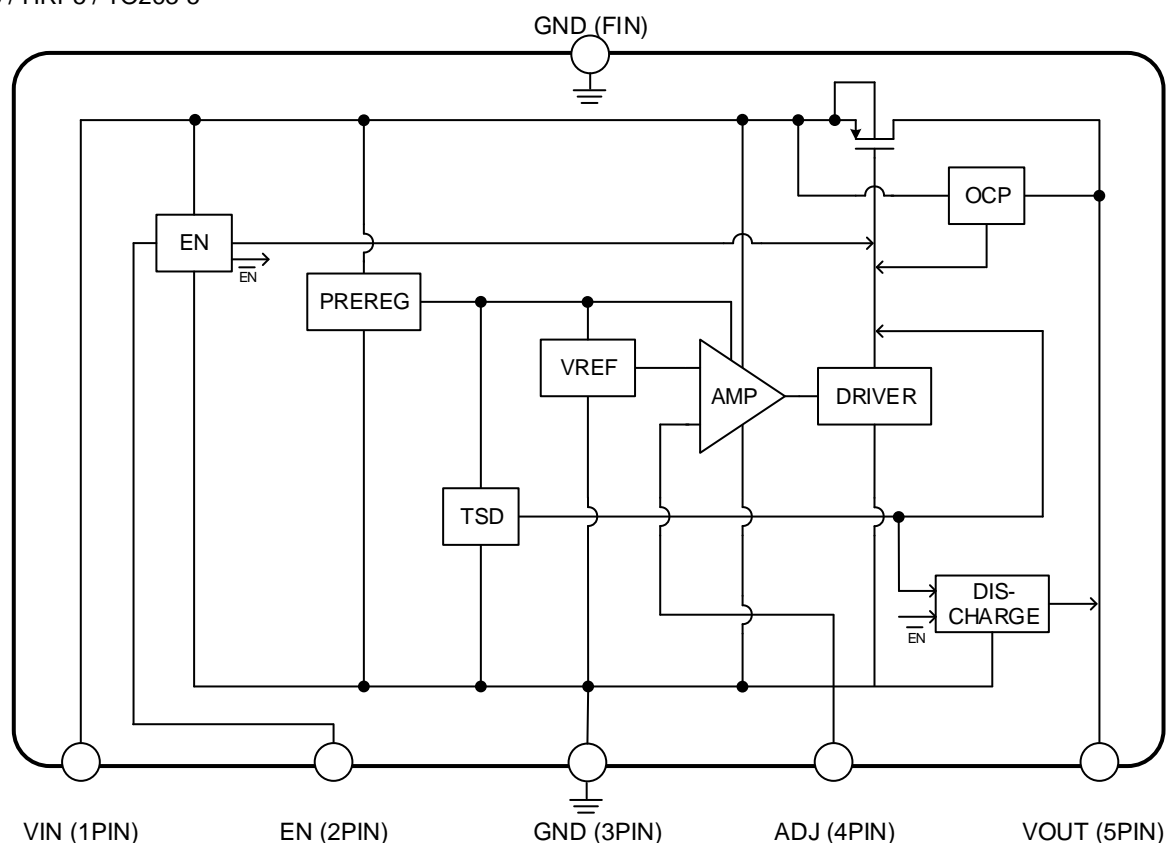 GND (FIN)
OCP
EN
EN
PREREG
VREF
AMP
DRIVER
TSD
DIS-
CHARGE
EN
VIN (1PIN)
EN (2PIN)
GND (3PIN)
ADJ (4PIN)
VOUT (5PIN)